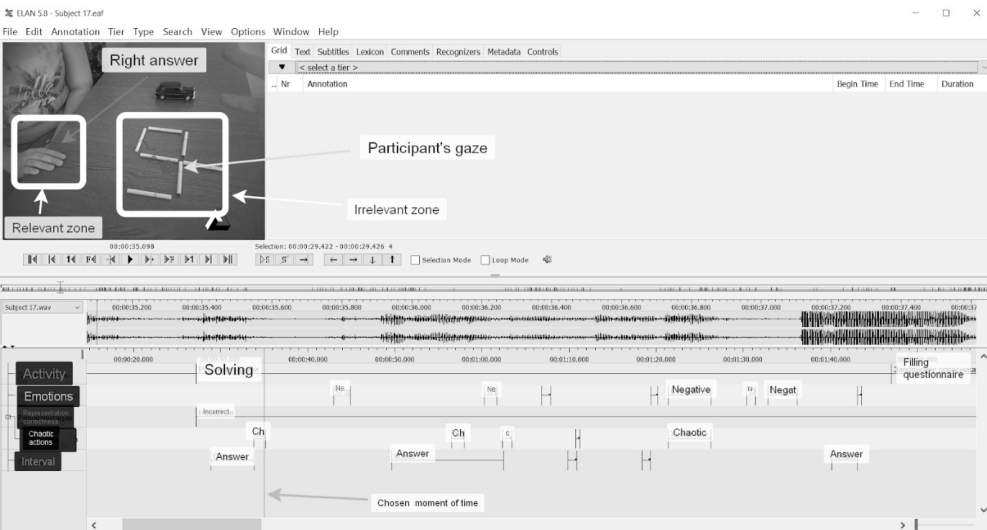 ELAN 5.8 - Subject 17.eaf
File Edit Annotation Tier Type Search View Options Window Help
Right answer
Grid Text Subtitles Lexicon Comments Recognizers Metadata Controls
< select a tier >
Nr Annotation Begin Time End Time Duration
Participant's gaze
Irrelevant zone
Relevant zone
00:00:35.098
Selection: 00:00:29.422 - 00:00:29.426 4
Selection Mode Loop Mode
Subject 17.wav
00:00:35.200 00:00:35.400 00:00:35.600 00:00:35.800 00:00:36.000 00:00:36.200 00:00:36.400 00:00:36.600 00:00:36.800 00:00:37.000 00:00:37.200 00:00:37.400 00:00:37
00:00:20.000 00:00:40.000 00:00:50.000 00:01:00.000 00:01:10.000 00:01:20.000 00:01:30.000 00:01:40.000
Activity Solving Filling questionnaire
Emotions Ne Ne Negative N Negat
Representation correctness Incorrect
Chaotic actions Ch Ch C Chaotic
Interval Answer Answer Answer
Chosen moment of time